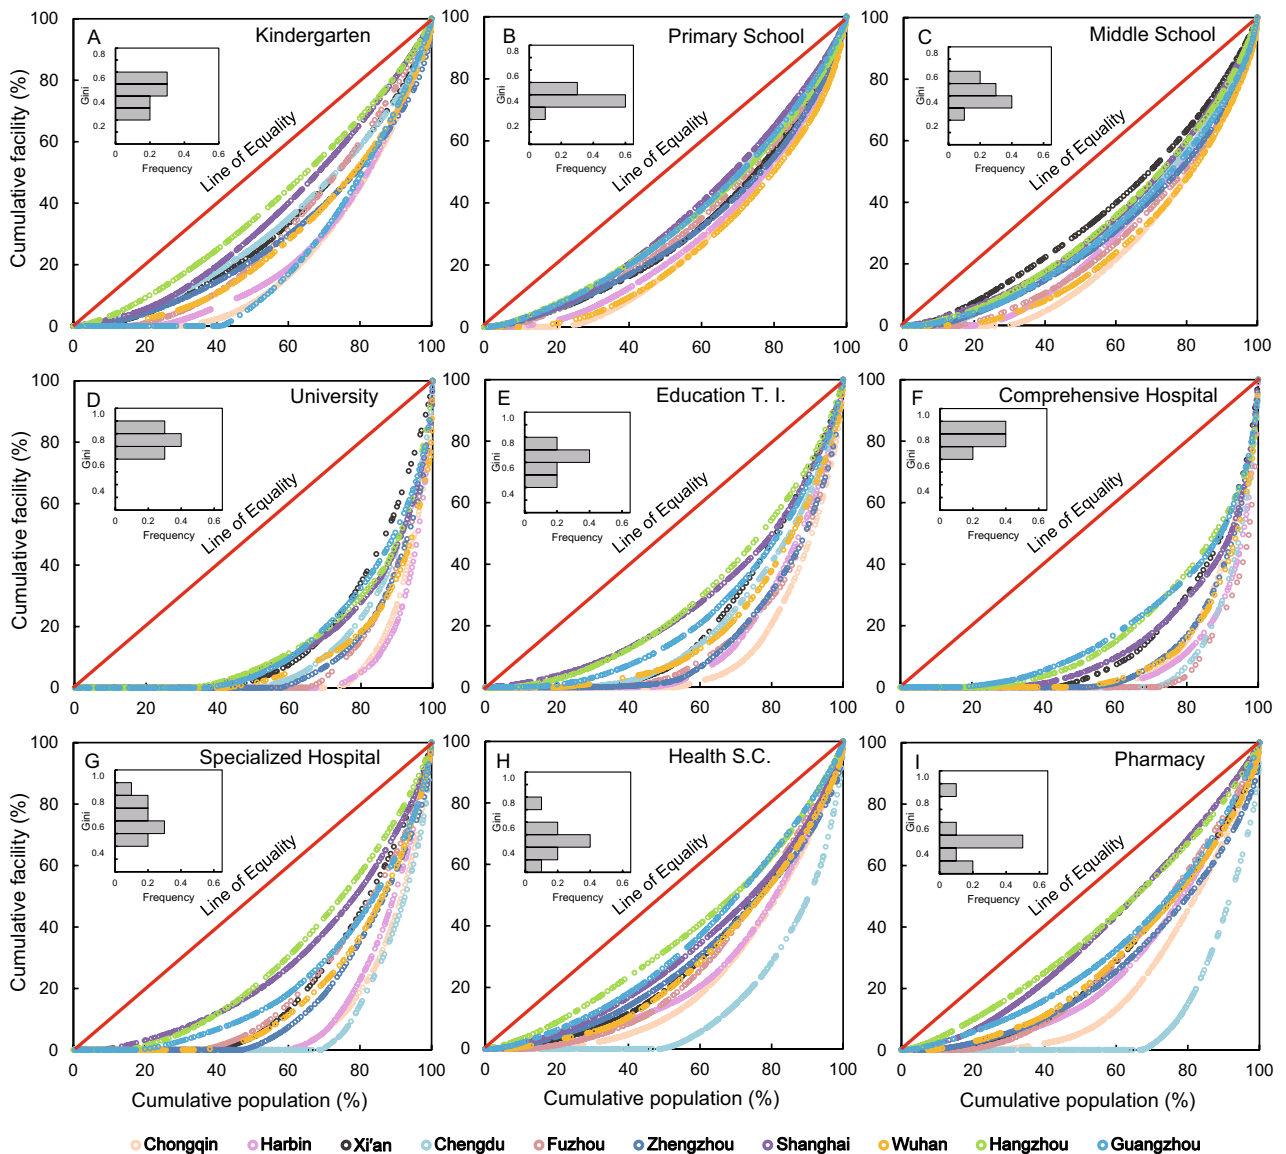 A Kindergarten
B Primary School
C Middle School
100 80 60 40 20 0
Cumulative facility (%)
Line of Equality
Gini
0.8 0.6 0.4 0.2
0 0.2 0.4 0.6
Frequency
0 20 40 60 80 100
Line of Equality
Gini
0.8 0.6 0.4 0.2
0 0.2 0.4 0.6
Frequency
100 80 60 40 20 0
0 20 40 60 80 100
Line of Equality
Gini
0.8 0.6 0.4 0.2
0 0.2 0.4 0.6
Frequency
100 80 60 40 20 0
0 20 40 60 80 100
D University
E Education T. I.
F Comprehensive Hospital
100 80 60 40 20 0
Cumulative facility (%)
Line of Equality
Gini
1.0 0.8 0.6 0.4
0 0.2 0.4 0.6
Frequency
0 20 40 60 80 100
Line of Equality
Gini
1.0 0.8 0.6 0.4
0 0.2 0.4 0.6
Frequency
100 80 60 40 20 0
0 20 40 60 80 100
Line of Equality
Gini
1.0 0.8 0.6 0.4
0 0.2 0.4 0.6
Frequency
100 80 60 40 20 0
0 20 40 60 80 100
G Specialized Hospital
H Health S.C.
I Pharmacy
100 80 60 40 20 0
Cumulative facility (%)
Line of Equality
Gini
1.0 0.8 0.6 0.4
0 0.2 0.4 0.6
Frequency
0 20 40 60 80 100
Cumulative population (%)
Line of Equality
Gini
1.0 0.8 0.6 0.4
0 0.2 0.4 0.6
Frequency
100 80 60 40 20 0
0 20 40 60 80 100
Cumulative population (%)
Line of Equality
Gini
1.0 0.8 0.6 0.4
0 0.2 0.4 0.6
Frequency
100 80 60 40 20 0
0 20 40 60 80 100
Cumulative population (%)
Chongqin Harbin Xi'an Chengdu Fuzhou Zhengzhou Shanghai Wuhan Hangzhou Guangzhou